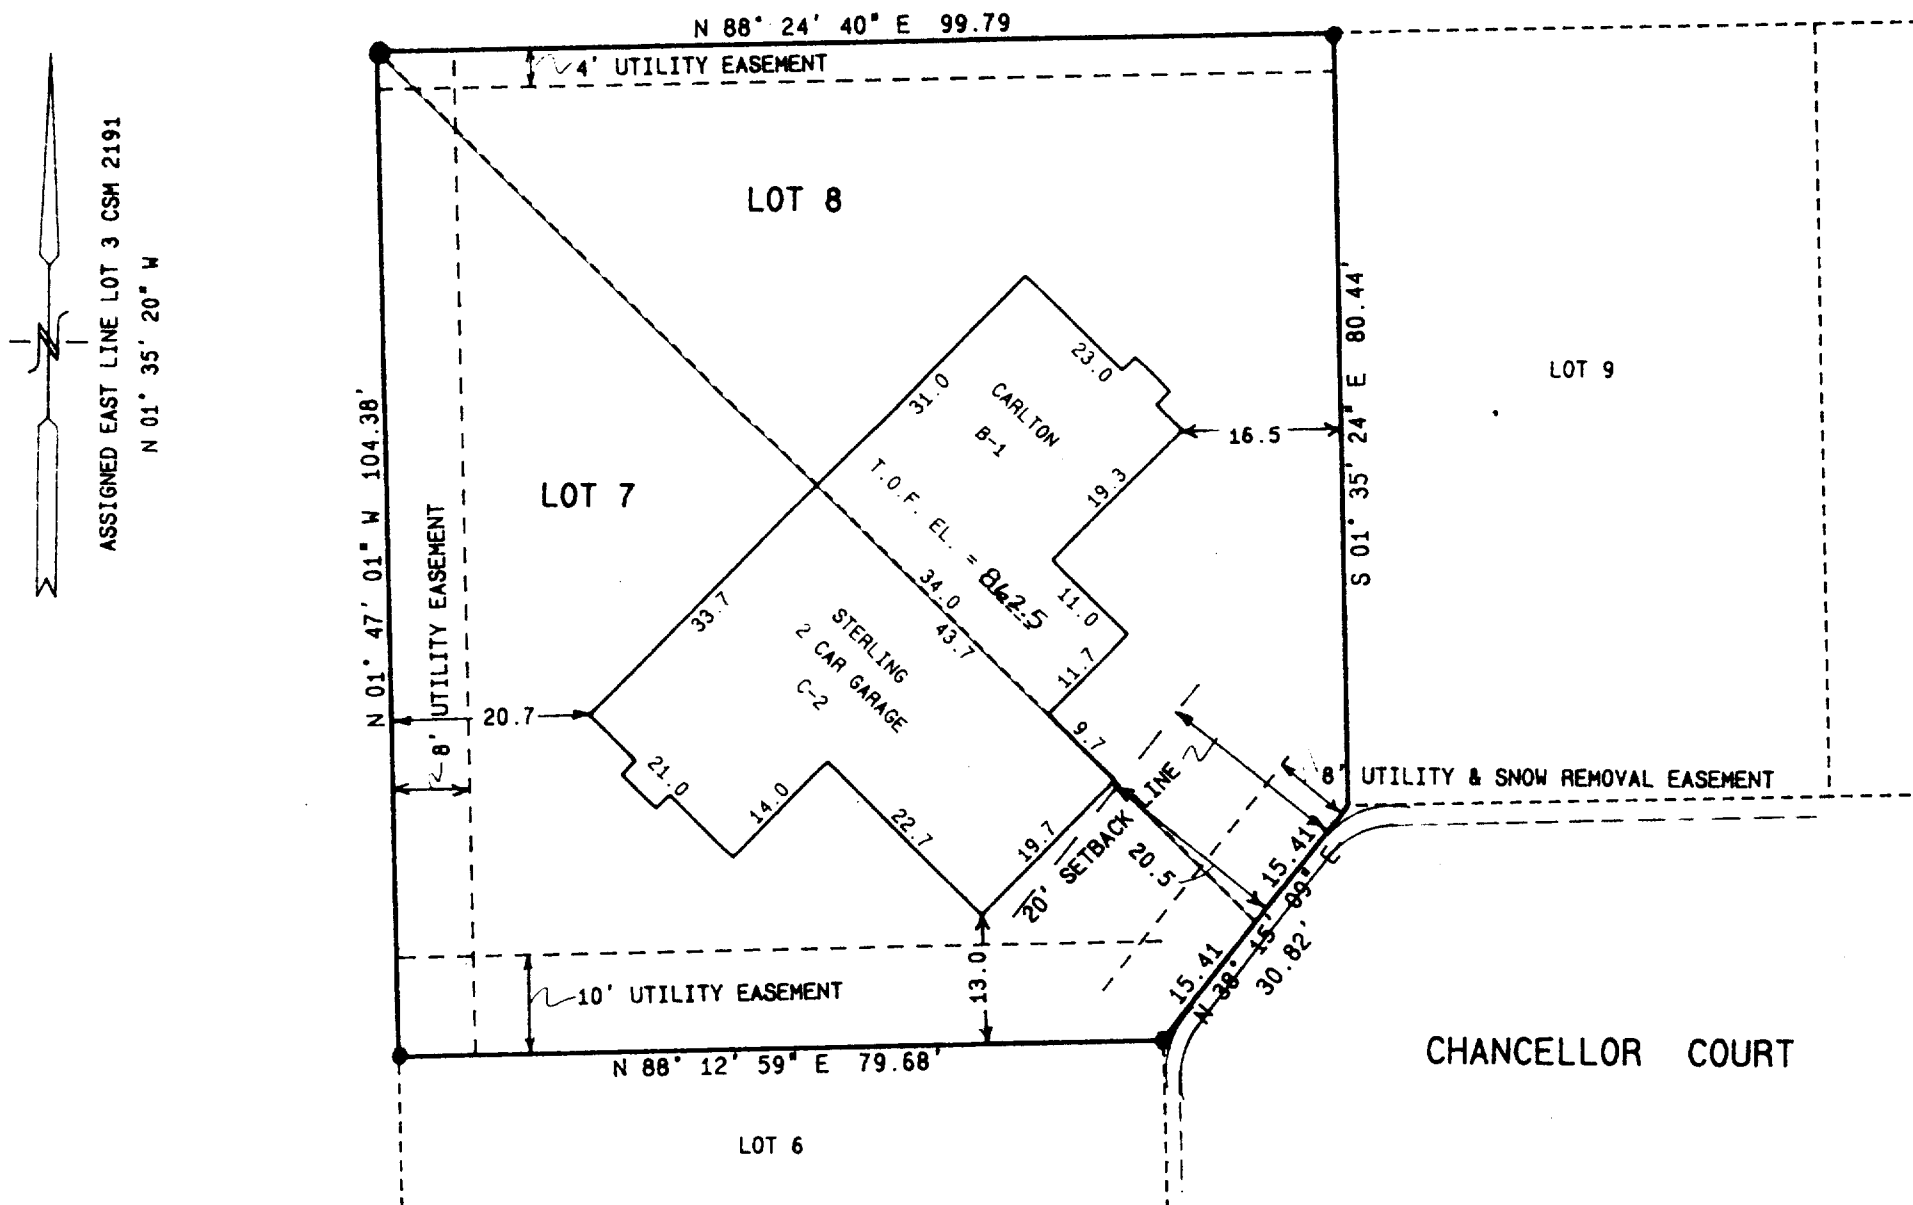 N 88° 24' 40" E 99.79
4' UTILITY EASEMENT
ASSIGNED EAST LINE LOT 3 CSM 2191
N 01° 35' 20" W
N
LOT 8
LOT 9
LOT 7
N 01° 47' 01" W 104.38'
8' UTILITY EASEMENT
S 01° 35' 24" E 80.44'
31.0
23.0
CARLTON
B-1
16.5
19.3
T.O.F. EL. = 862.5
11.0
11.7
33.7
34.0
43.7
STERLING
2 CAR GARAGE
C-2
20.7
9.7
21.0
14.0
22.7
19.7
20' SETBACK LINE
20.5
8' UTILITY & SNOW REMOVAL EASEMENT
15.41
15.41
N 38° 15' 09" E
30.82'
13.0
10' UTILITY EASEMENT
N 88° 12' 59" E 79.68'
CHANCELLOR COURT
LOT 6